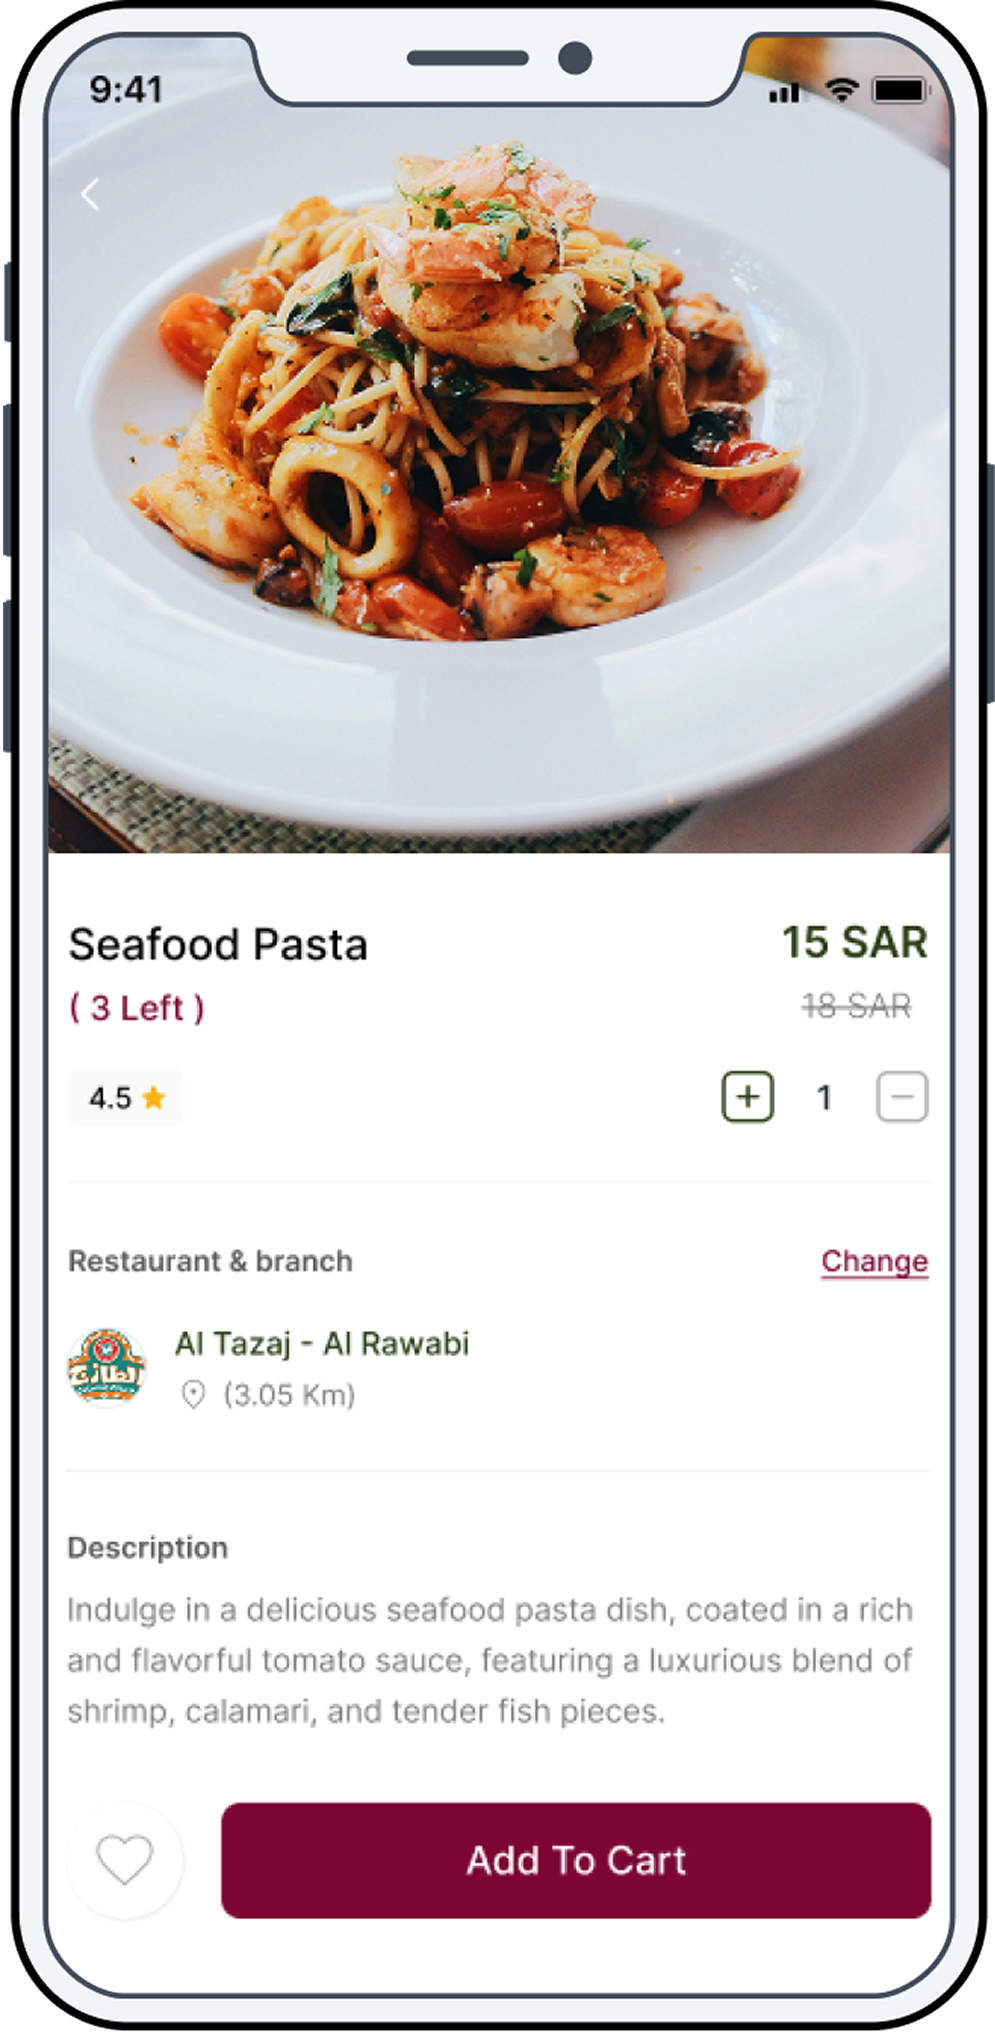 9:41
Seafood Pasta
15 SAR
( 3 Left )
18 SAR
4.5
1
Restaurant & branch
Change
الطازج
Al Tazaj - Al Rawabi
(3.05 Km)
Description
Indulge in a delicious seafood pasta dish, coated in a rich
and flavorful tomato sauce, featuring a luxurious blend of
shrimp, calamari, and tender fish pieces.
Add To Cart